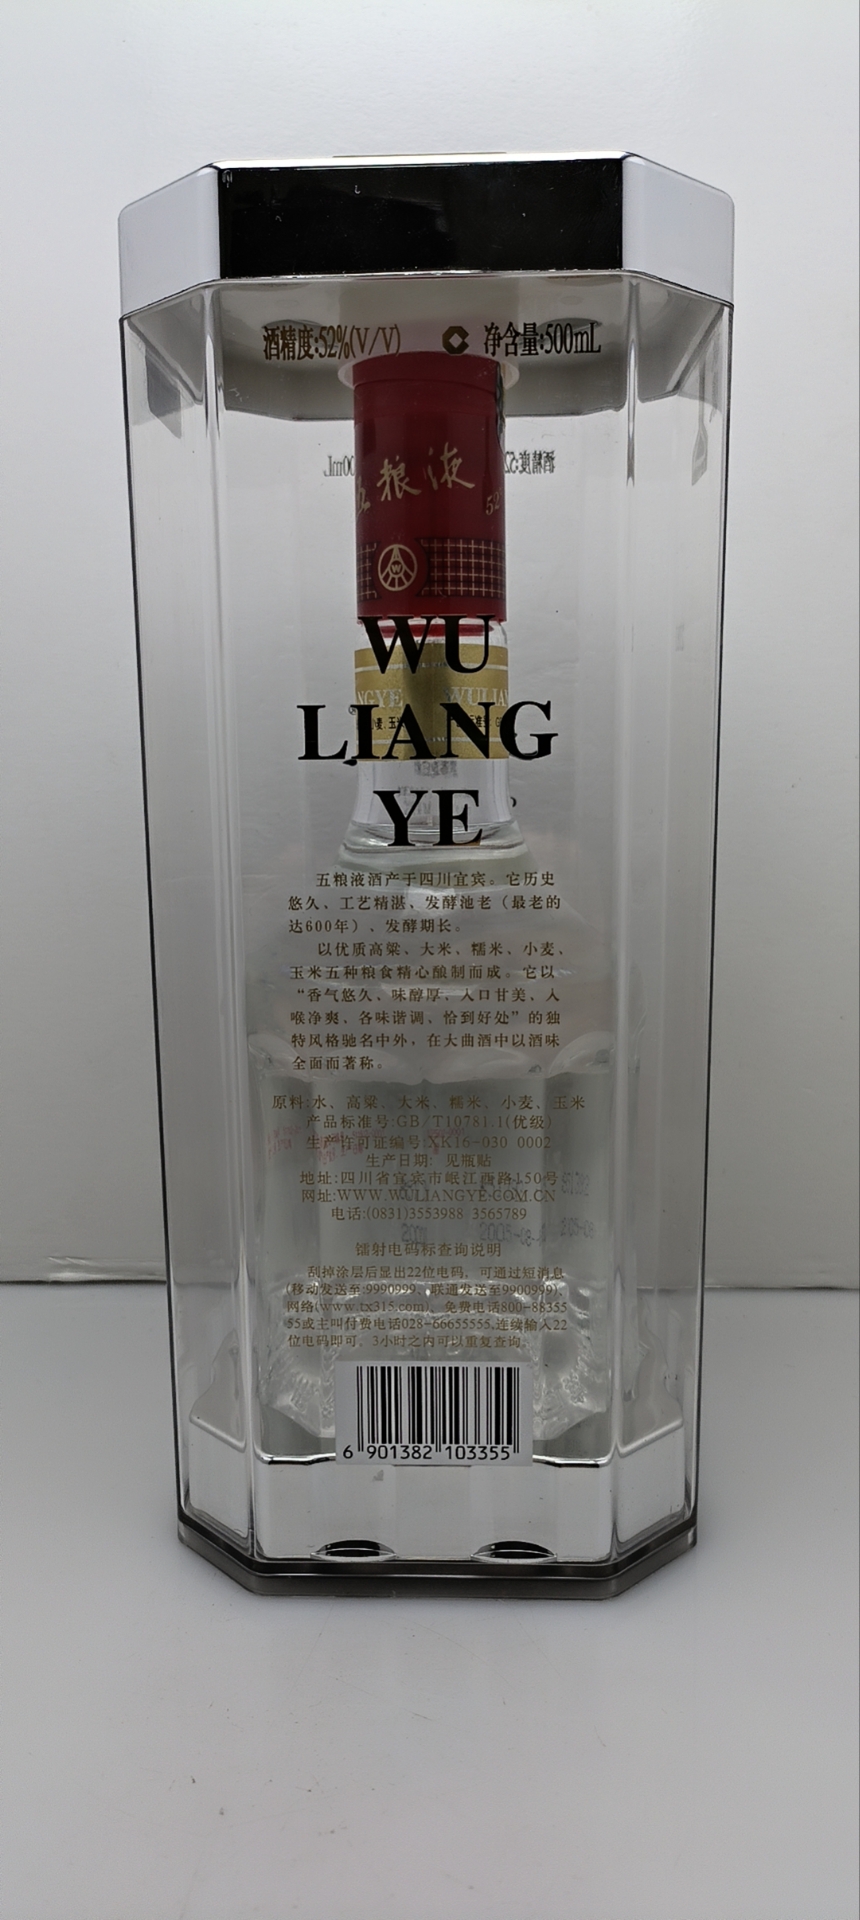 酒精度:52%(V/V) 净含量:500mL
粮液
52
WU
LIANG
YE
五粮液酒产于四川宜宾。它历史
悠久、工艺精湛、发酵池老（最老的
达600年）、发酵期长。
以优质高粱、大米、糯米、小麦、
玉米五种粮食精心酿制而成。它以
“香气悠久、味醇厚、入口甘美、入
喉净爽、各味谐调、恰到好处”的独
特风格驰名中外，在大曲酒中以酒味
全面而著称。
原料:水、高粱、大米、糯米、小麦、玉米
产品标准号:GB/T10781.1(优级)
生产许可证编号:XK16-030 0002
生产日期: 见瓶贴
地址:四川省宜宾市岷江西路150号
网址:WWW.WULIANGYE.COM.CN
电话:(0831)3553988 3565789
镭射电码标查询说明
刮掉涂层后显出22位电码，可通过短消息
(移动发送至:9990999、联通发送至9900999)、
网络(www.tx315.com)、免费电话800-88355
55或主叫付费电话028-66655555,连续输入22
位电码即可，3小时之内可以重复查询。
6 901382 103355